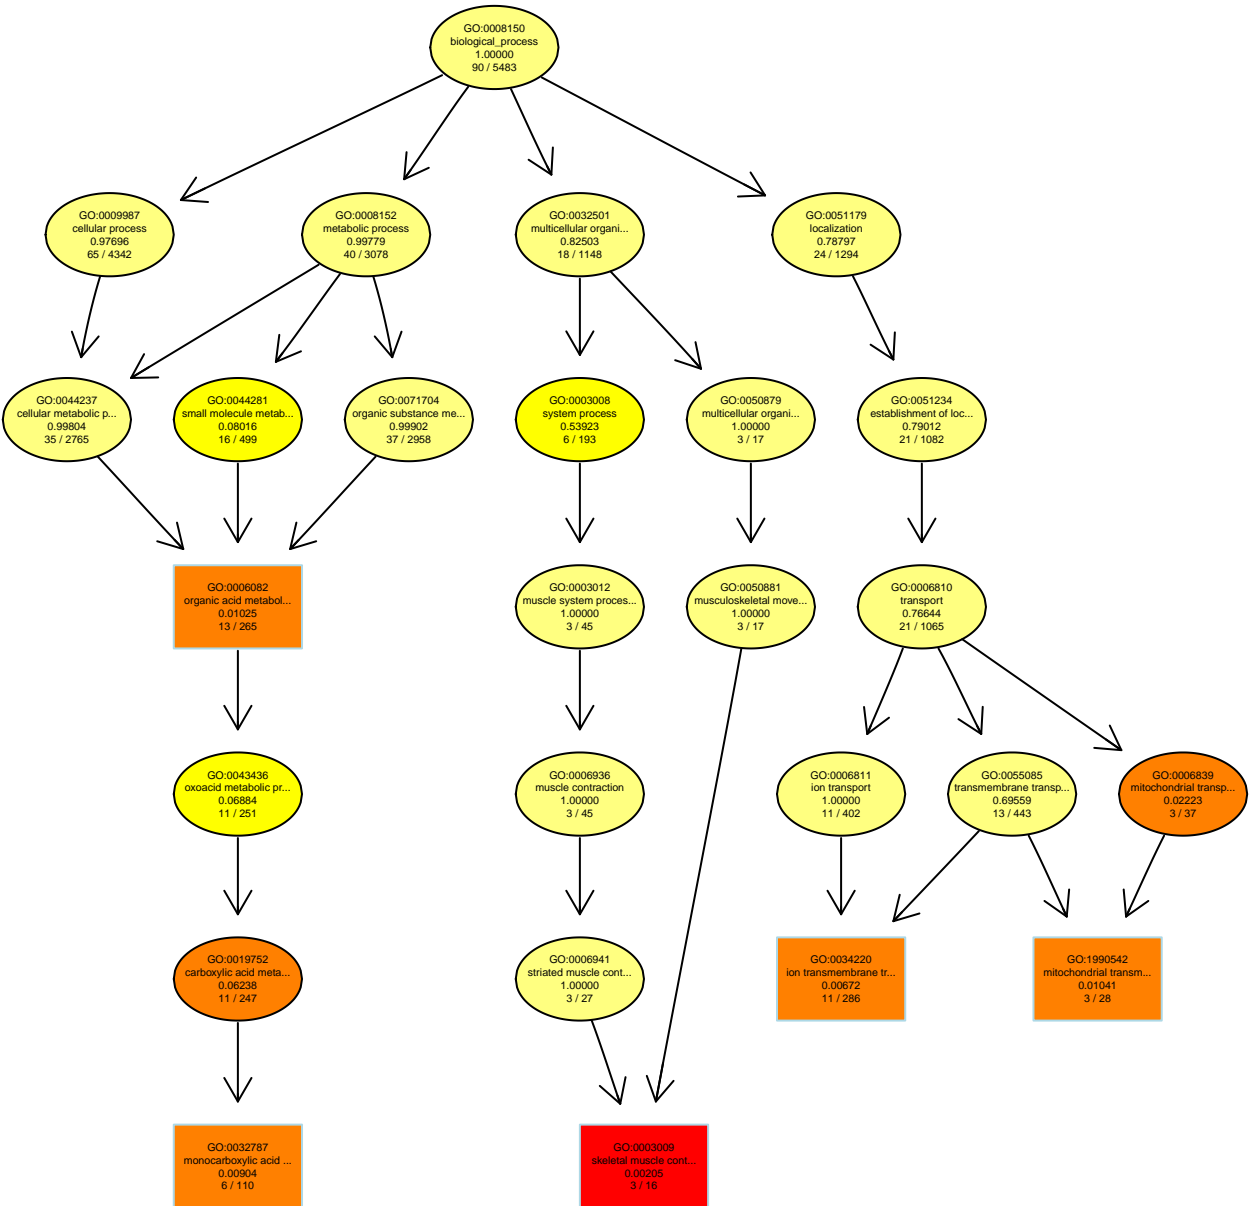 GO:0008150
biological_process
1.00000
90 / 5483
GO:0009987
cellular process
0.97696
65 / 4342
GO:0008152
metabolic process
0.99779
40 / 3078
GO:0032501
multicellular organi...
0.82503
18 / 1148
GO:0051179
localization
0.78797
24 / 1294
GO:0044237
cellular metabolic p...
0.99804
35 / 2765
GO:0044281
small molecule metab...
0.08016
16 / 499
GO:0071704
organic substance me...
0.99902
37 / 2958
GO:0003008
system process
0.53923
6 / 193
GO:0050879
multicellular organi...
1.00000
3 / 17
GO:0051234
establishment of loc...
0.79012
21 / 1082
GO:0006082
organic acid metabol...
0.01025
13 / 265
GO:0003012
muscle system proces...
1.00000
3 / 45
GO:0050881
musculoskeletal move...
1.00000
3 / 17
GO:0006810
transport
0.76644
21 / 1065
GO:0043436
oxoacid metabolic pr...
0.06884
11 / 251
GO:0006936
muscle contraction
1.00000
3 / 45
GO:0006811
ion transport
1.00000
11 / 402
GO:0055085
transmembrane transp...
0.69559
13 / 443
GO:0006839
mitochondrial transp...
0.02223
3 / 37
GO:0019752
carboxylic acid meta...
0.06238
11 / 247
GO:0006941
striated muscle cont...
1.00000
3 / 27
GO:0034220
ion transmembrane tr...
0.00672
11 / 286
GO:1990542
mitochondrial transm...
0.01041
3 / 28
GO:0032787
monocarboxylic acid ...
0.00904
6 / 110
GO:0003009
skeletal muscle cont...
0.00205
3 / 16